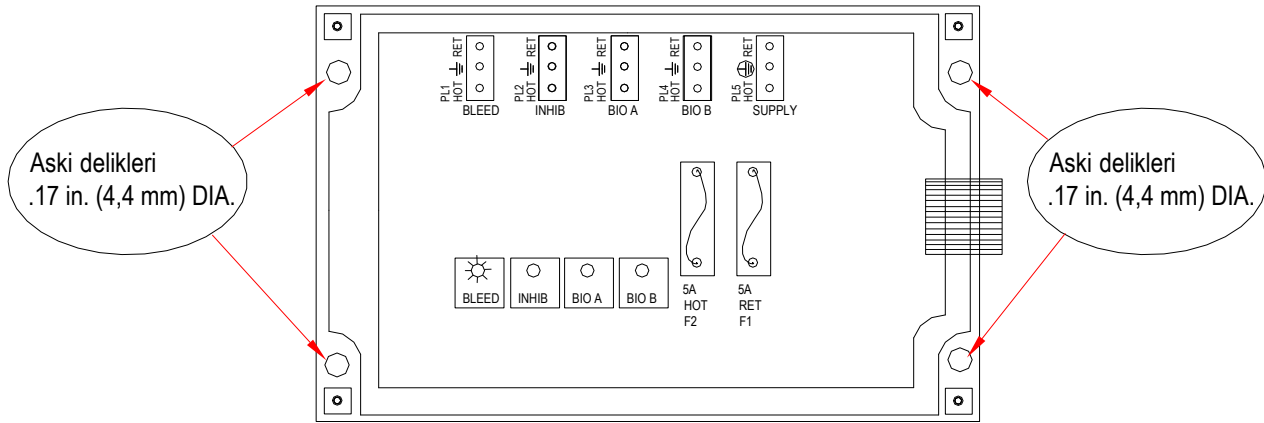 RET
PL1
HOT
BLEED
RET
PL2
HOT
INHIB
RET
PL3
HOT
BIO A
RET
PL4
HOT
BIO B
RET
PL5
HOT
SUPPLY
Aski delikleri
.17 in. (4,4 mm) DIA.
Aski delikleri
.17 in. (4,4 mm) DIA.
BLEED
INHIB
BIO A
BIO B
5A
HOT
F2
5A
RET
F1